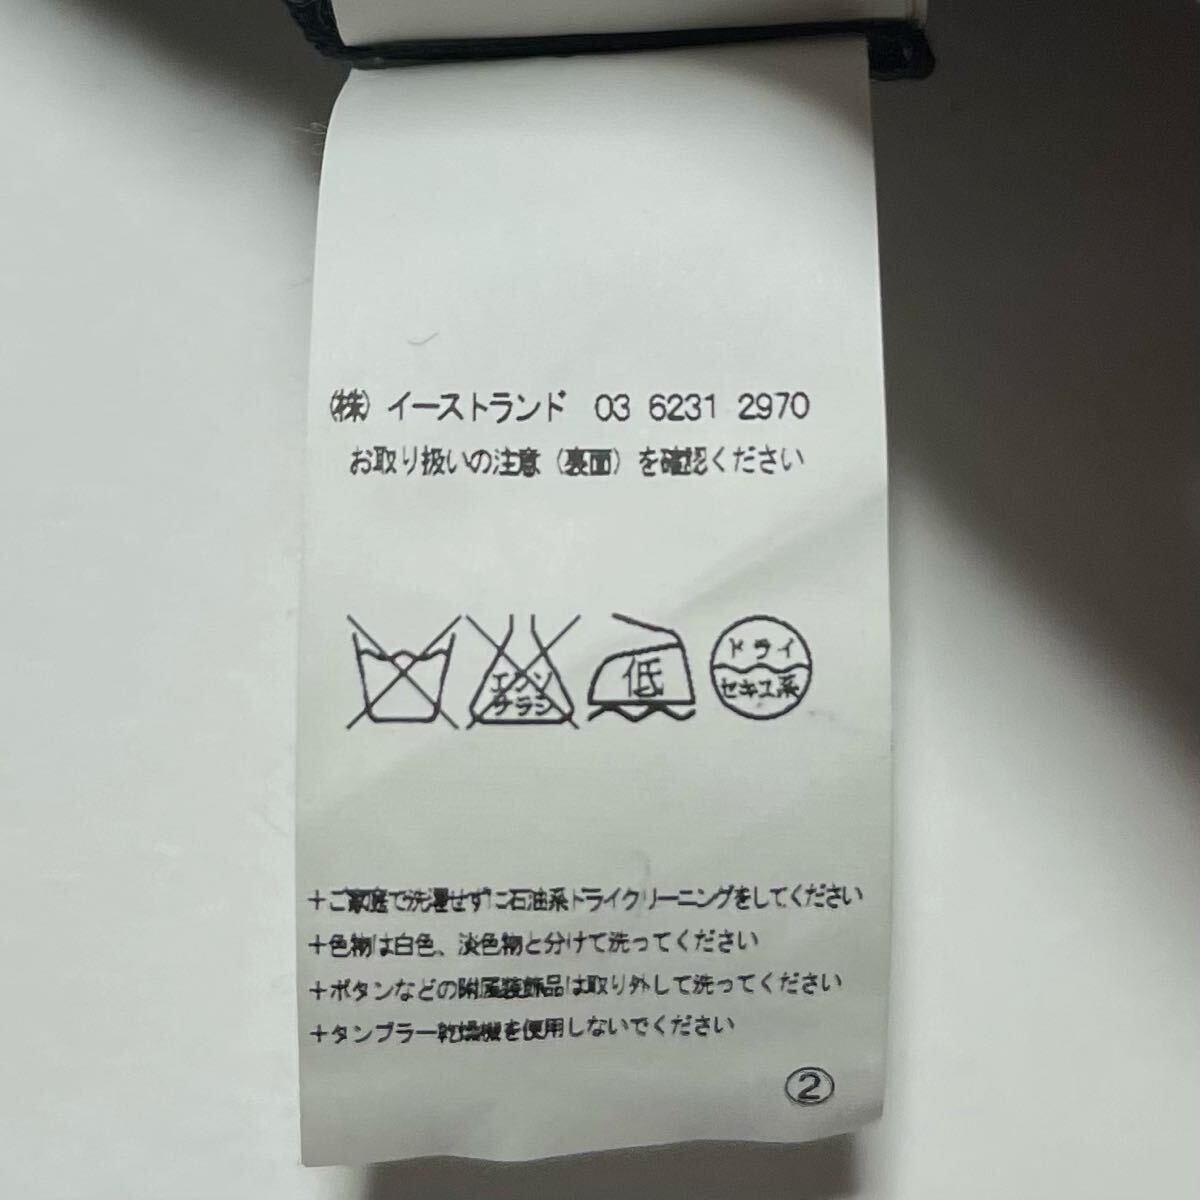 (株) イーストランド 03 6231 2970
お取り扱いの注意（裏面）を確認ください
エンソ
サラシ
低
ドライ
セキユ系
+ご家庭で洗濯せずに石油系ドライクリーニングをしてください
+色物は白色、淡色物と分けて洗ってください
+ボタンなどの附属装飾品は取り外して洗ってください
+タンブラー乾燥機を使用しないでください
②